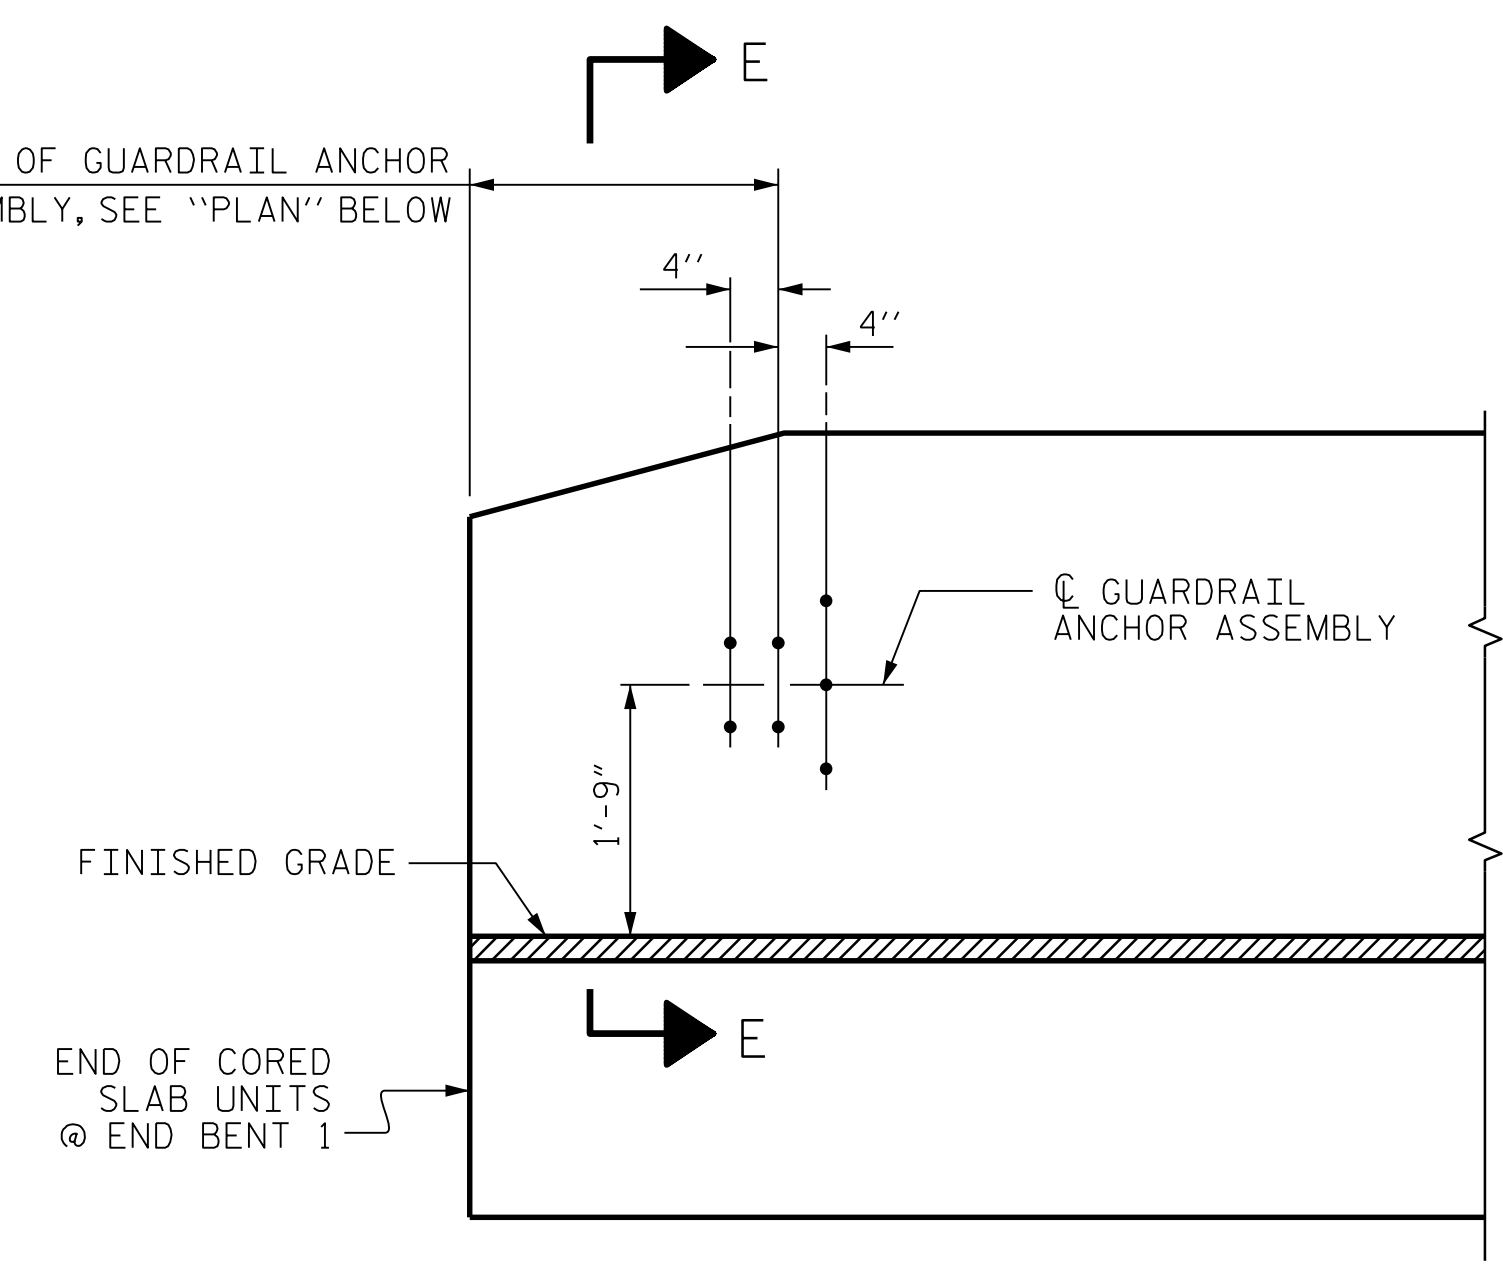 E
OF GUARDRAIL ANCHOR
SEE ``PLAN'' BELOW
4''
4''
℄ GUARDRAIL
ANCHOR ASSEMBLY
1'-9"
FINISHED GRADE
E
END OF CORED
SLAB UNITS
@ END BENT 1